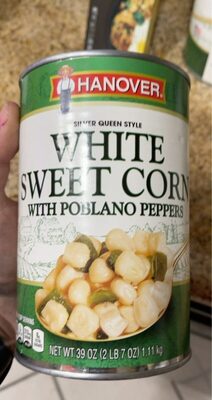 HANOVER.
SILVER QUEEN STYLE
WHITE
SWEET CORN
WITH POBLANO PEPPERS
NET WT 39 OZ (2 LB 7 OZ) 1.11 kg